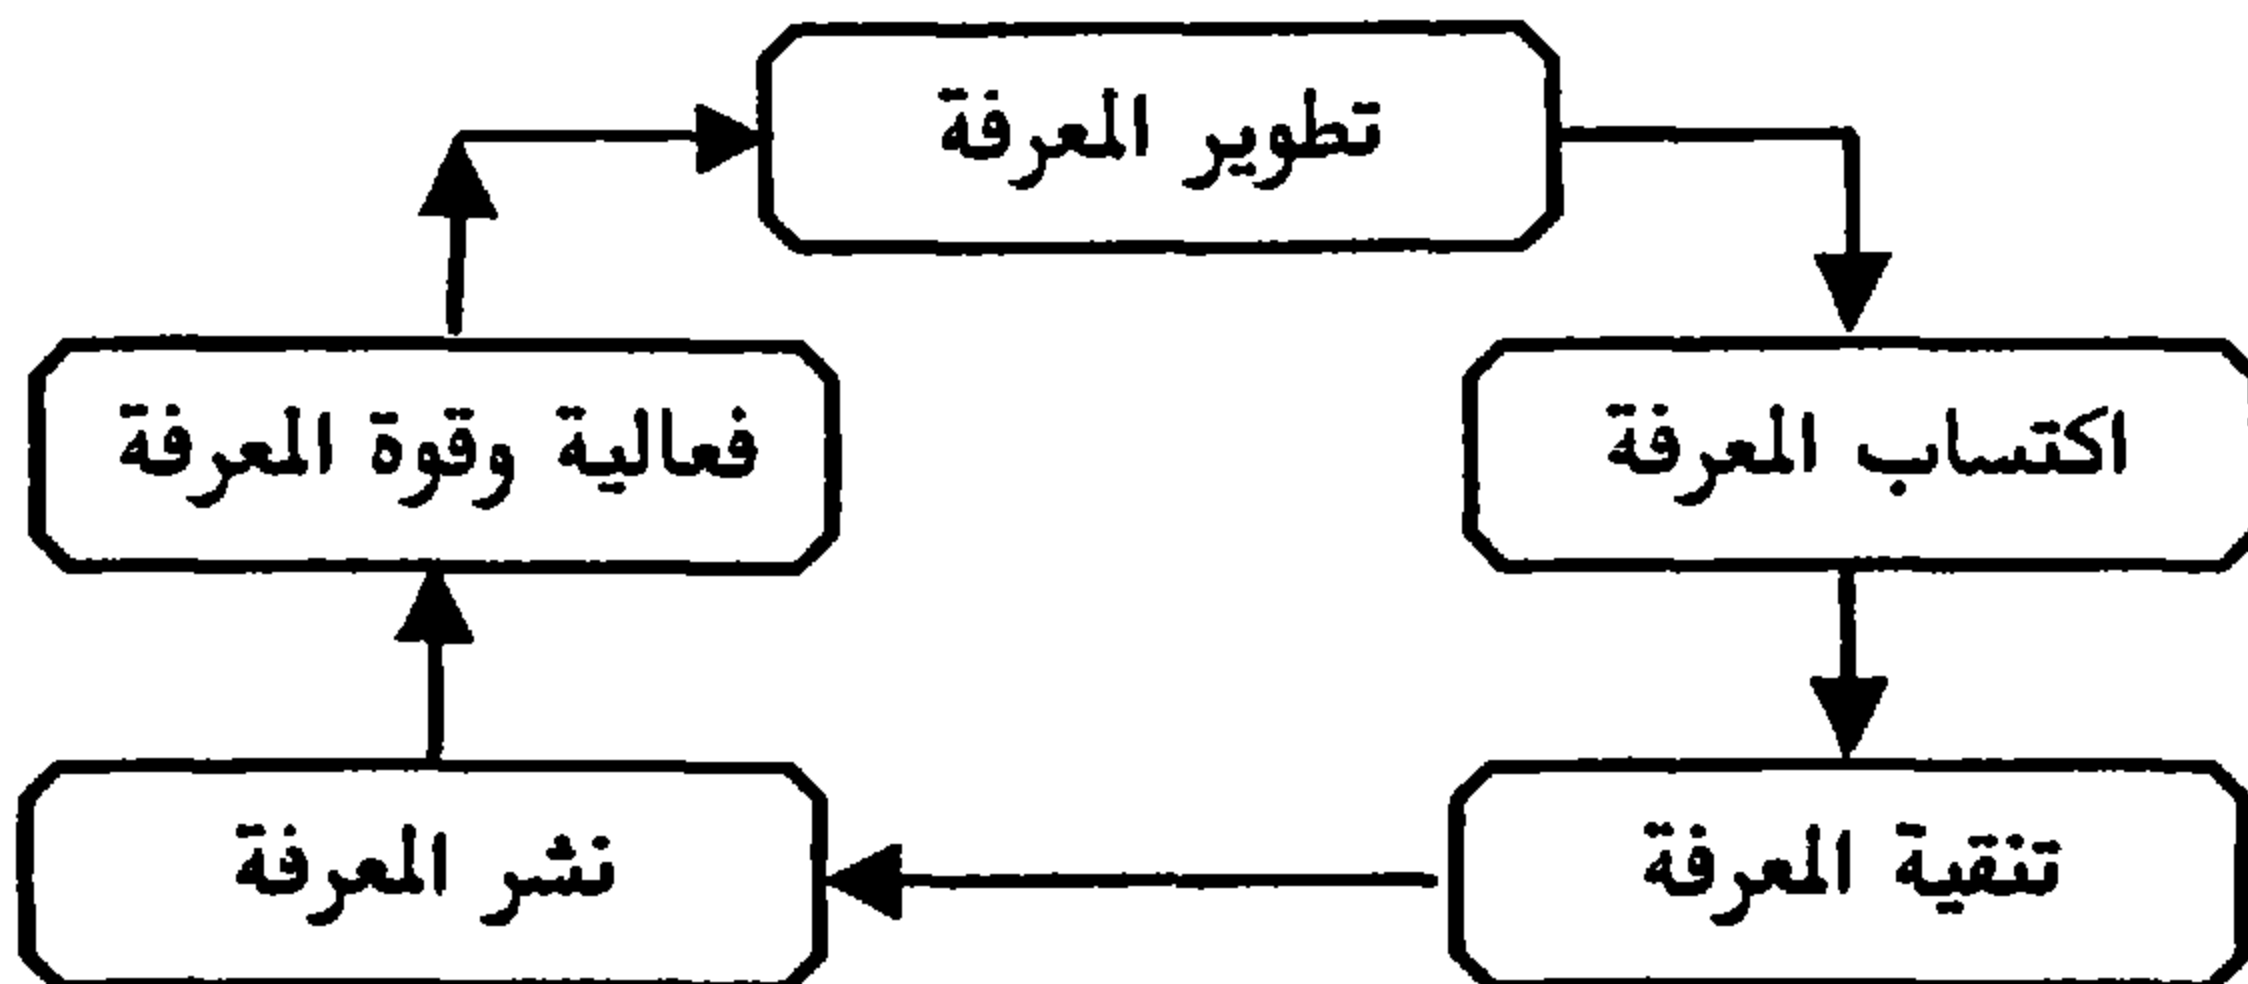 تطوير المعرفة
اكتساب المعرفة
فعالية وقوة المعرفة
تنقية المعرفة
نشر المعرفة